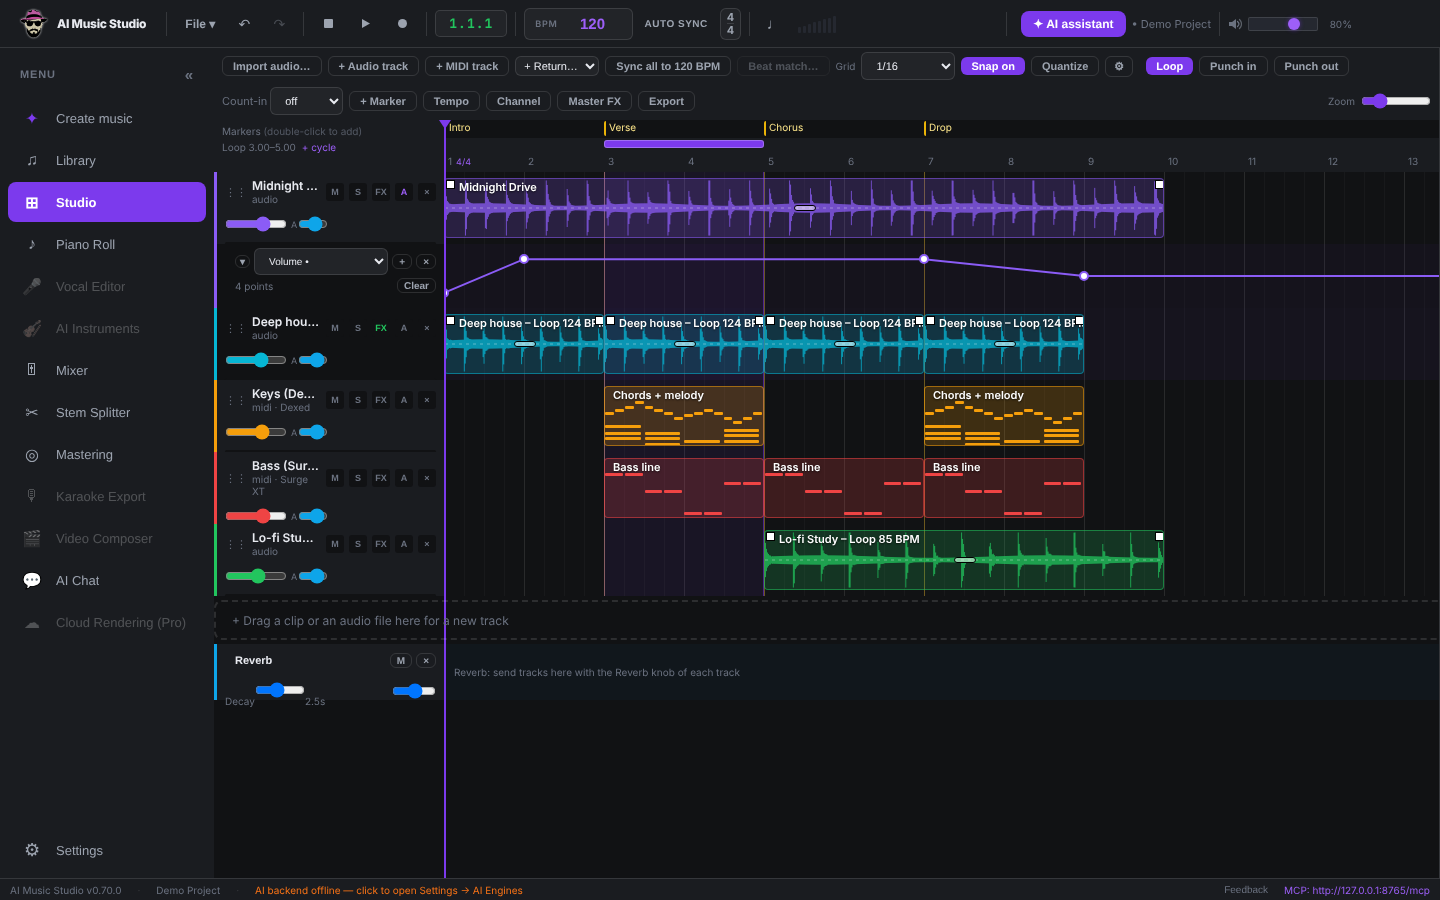 AI Music Studio
File ▾
1.1.1
BPM 120
AUTO SYNC
4
4
✦ AI assistant
• Demo Project
80%
MENU
«
Create music
Library
Studio
Piano Roll
Vocal Editor
AI Instruments
Mixer
Stem Splitter
Mastering
Karaoke Export
Video Composer
AI Chat
Cloud Rendering (Pro)
Settings
Import audio…
+ Audio track
+ MIDI track
+ Return…
Sync all to 120 BPM
Beat match…
Grid
1/16
Snap on
Quantize
Loop
Punch in
Punch out
Count-in
off
+ Marker
Tempo
Channel
Master FX
Export
Zoom
Markers (double-click to add)
Loop 3.00–5.00 + cycle
Intro
Verse
Chorus
Drop
1 4/4 2 3 4 5 6 7 8 9 10 11 12 13
Midnight ...
audio
M S FX A ×
A
Midnight Drive
Volume •
+ ×
4 points
Clear
Deep hou...
audio
M S FX A ×
A
Deep house – Loop 124 BP
Deep house – Loop 124 BP
Deep house – Loop 124 BP
Deep house – Loop 124 BP
Keys (De...
midi · Dexed
M S FX A ×
A
Chords + melody
Chords + melody
Bass (Sur...
midi · Surge
XT
M S FX A ×
A
Bass line
Bass line
Bass line
Lo-fi Stu...
audio
M S FX A ×
A
Lo-fi Study – Loop 85 BPM
+ Drag a clip or an audio file here for a new track
Reverb
M ×
Decay
2.5s
Reverb: send tracks here with the Reverb knob of each track
AI Music Studio v0.70.0
Demo Project
AI backend offline — click to open Settings → AI Engines
Feedback
MCP: http://127.0.0.1:8765/mcp